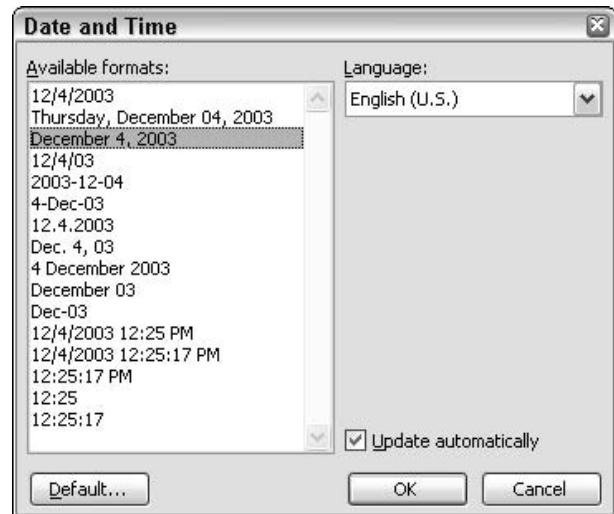 Date and Time
Available formats:
12/4/2003
Thursday, December 04, 2003
December 4, 2003
12/4/03
2003-12-04
4-Dec-03
12.4.2003
Dec. 4, 03
4 December 2003
December 03
Dec-03
12/4/2003 12:25 PM
12/4/2003 12:25:17 PM
12:25:17 PM
12:25
12:25:17
Language:
English (U.S.)
Update automatically
Default...
OK
Cancel